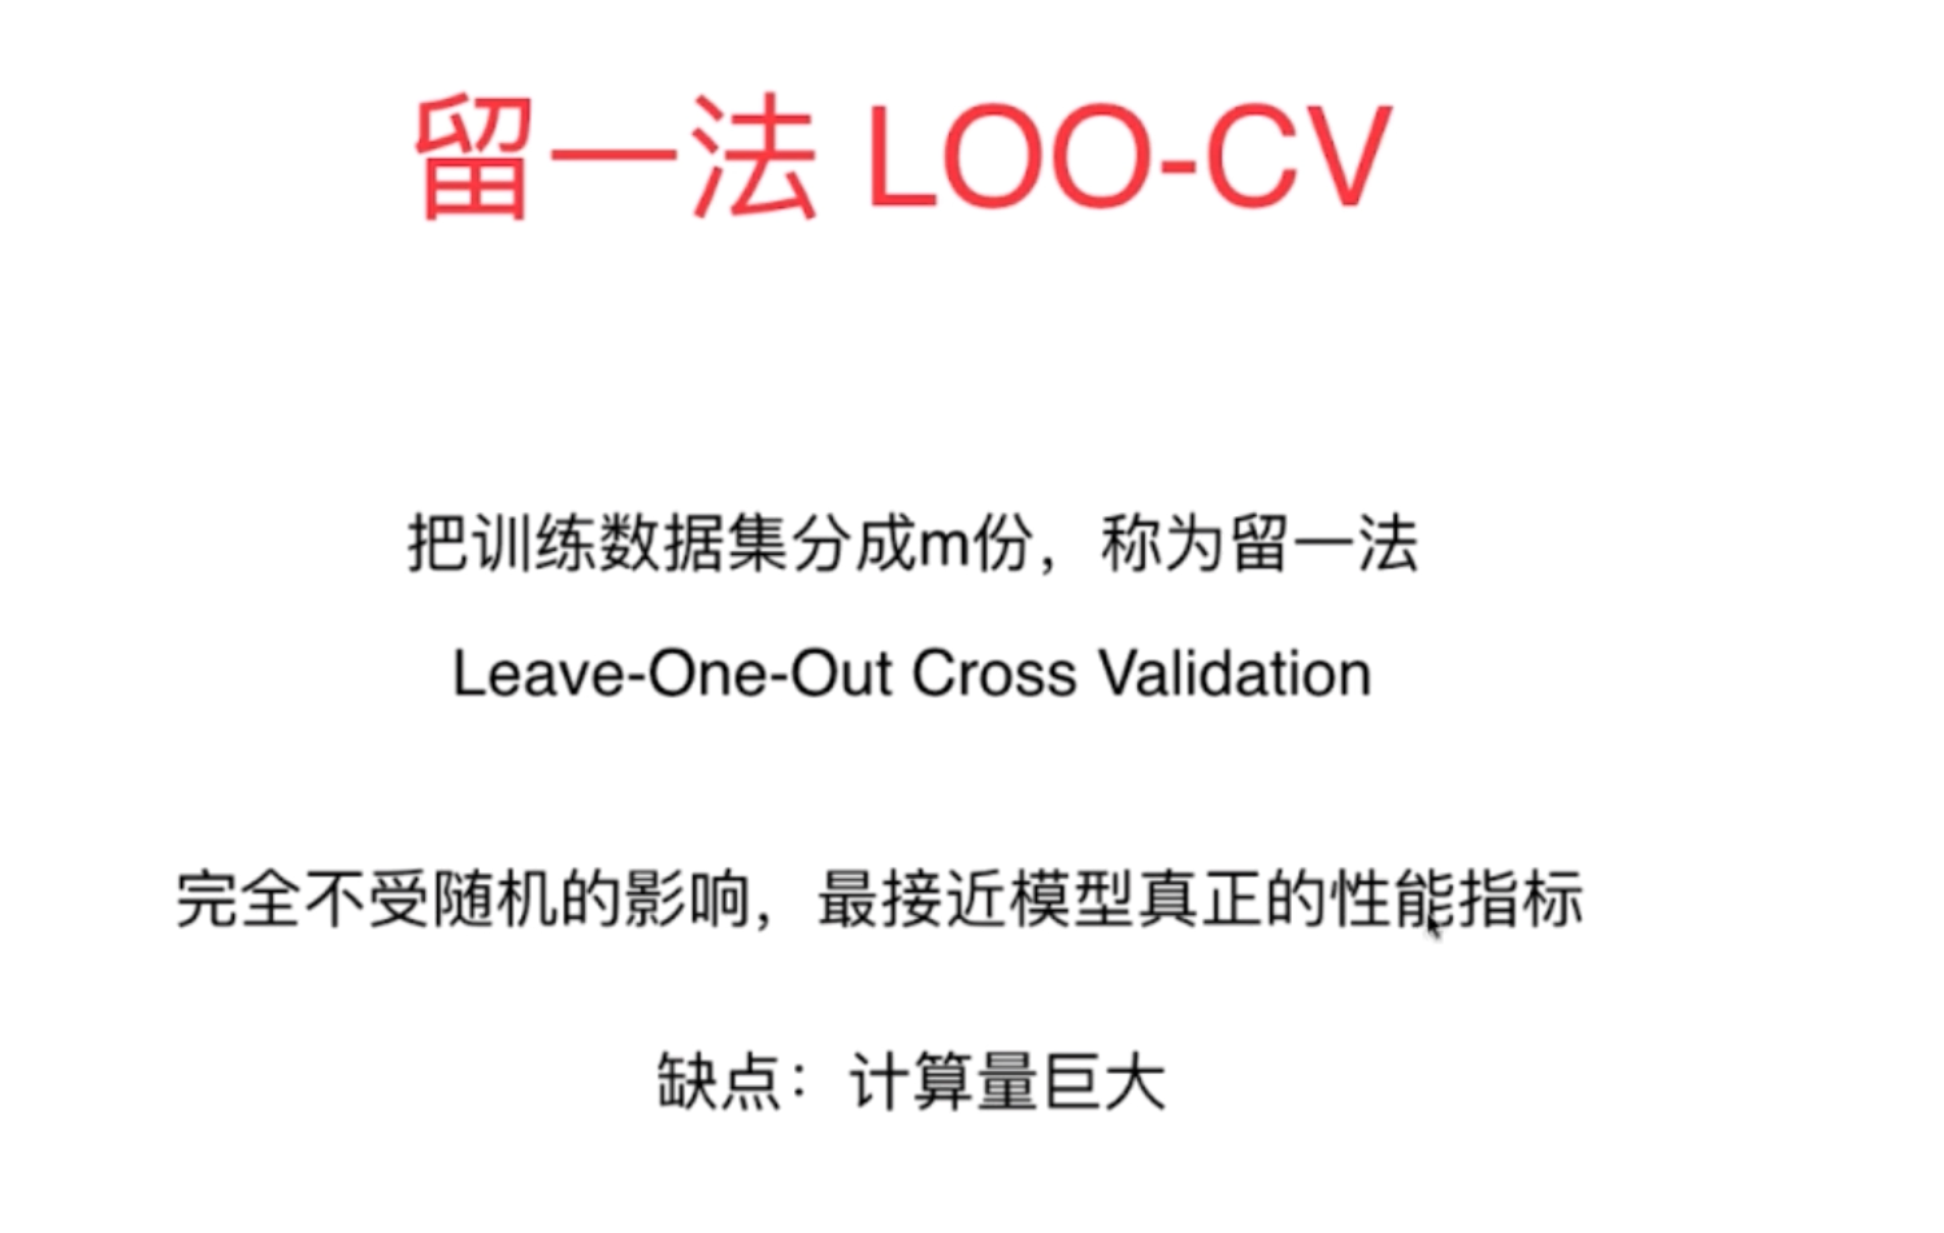 留一法 LOO-CV
把训练数据集分成m份，称为留一法
Leave-One-Out Cross Validation
完全不受随机的影响，最接近模型真正的性能指标
缺点：计算量巨大